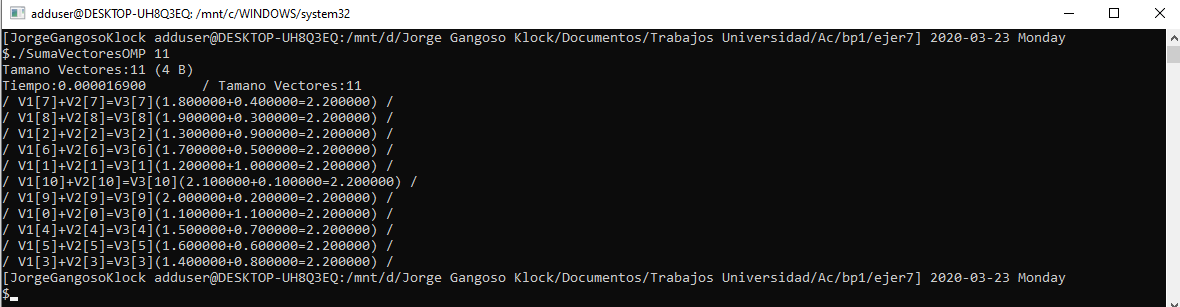 adduser@DESKTOP-UH8Q3EQ: /mnt/c/WINDOWS/system32
[JorgeGangosoKlock adduser@DESKTOP-UH8Q3EQ:/mnt/d/Jorge Gangoso Klock/Documentos/Trabajos Universidad/Ac/bp1/ejer7] 2020-03-23 Monday
$./SumaVectoresOMP 11
Tamano Vectores:11 (4 B)
Tiempo:0.000016900       / Tamano Vectores:11
/ V1[7]+V2[7]=V3[7](1.800000+0.400000=2.200000) /
/ V1[8]+V2[8]=V3[8](1.900000+0.300000=2.200000) /
/ V1[2]+V2[2]=V3[2](1.300000+0.900000=2.200000) /
/ V1[6]+V2[6]=V3[6](1.700000+0.500000=2.200000) /
/ V1[1]+V2[1]=V3[1](1.200000+1.000000=2.200000) /
/ V1[10]+V2[10]=V3[10](2.100000+0.100000=2.200000) /
/ V1[9]+V2[9]=V3[9](2.000000+0.200000=2.200000) /
/ V1[0]+V2[0]=V3[0](1.100000+1.100000=2.200000) /
/ V1[4]+V2[4]=V3[4](1.500000+0.700000=2.200000) /
/ V1[5]+V2[5]=V3[5](1.600000+0.600000=2.200000) /
/ V1[3]+V2[3]=V3[3](1.400000+0.800000=2.200000) /
[JorgeGangosoKlock adduser@DESKTOP-UH8Q3EQ:/mnt/d/Jorge Gangoso Klock/Documentos/Trabajos Universidad/Ac/bp1/ejer7] 2020-03-23 Monday
$